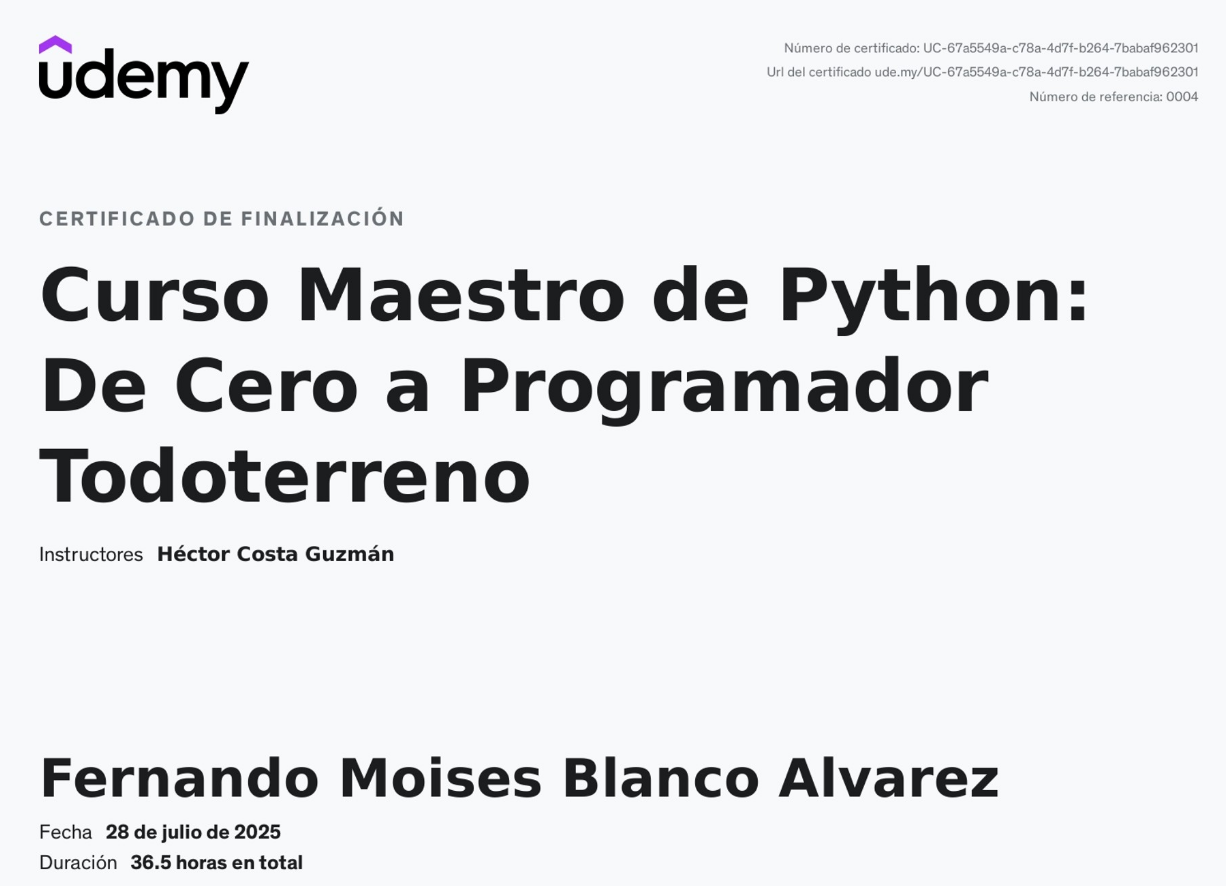 udemy
Número de certificado: UC-67a5549a-c78a-4d7f-b264-7babaf962301
Url del certificado ude.my/UC-67a5549a-c78a-4d7f-b264-7babaf962301
Número de referencia: 0004
CERTIFICADO DE FINALIZACIÓN
Curso Maestro de Python:
De Cero a Programador
Todoterreno
Instructores Héctor Costa Guzmán
Fernando Moises Blanco Alvarez
Fecha 28 de julio de 2025
Duración 36.5 horas en total